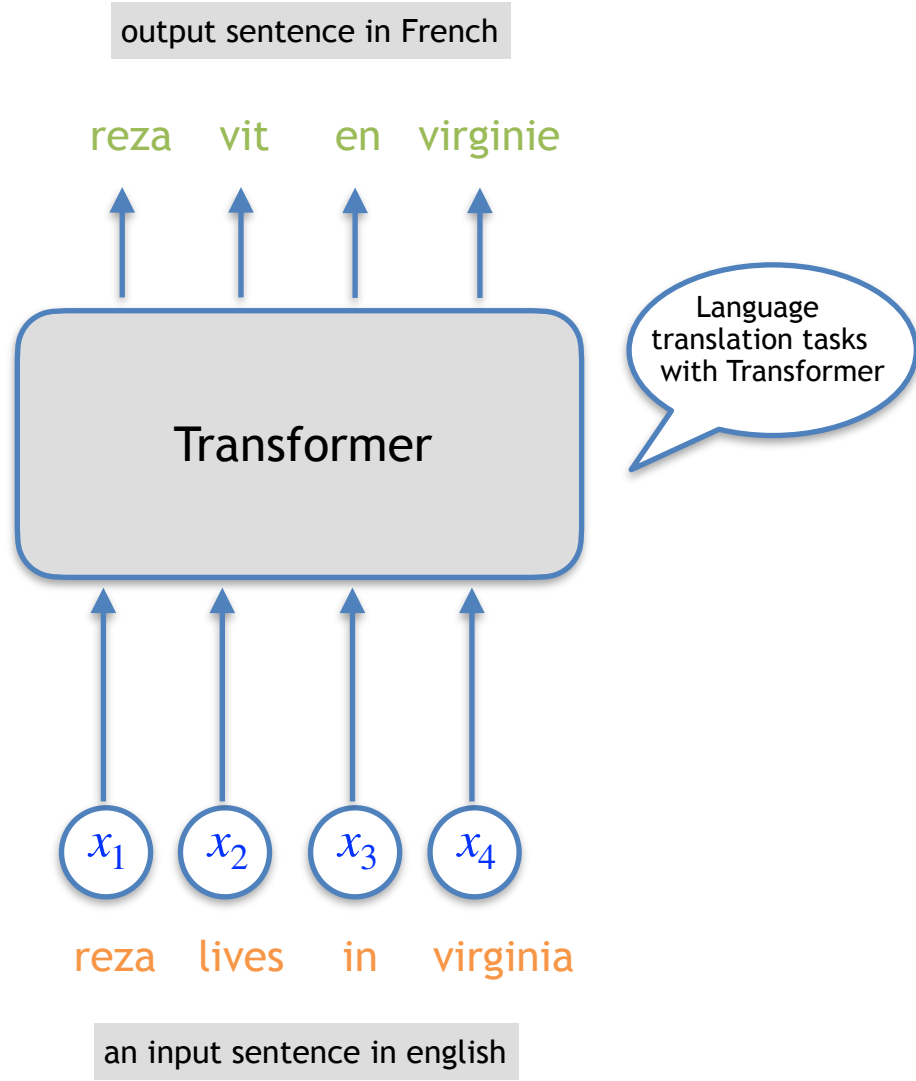 output sentence in French
reza vit en virginie
Language
translation tasks
with Transformer
Transformer
x₁ x₂ x₃ x₄
reza lives in virginia
an input sentence in english